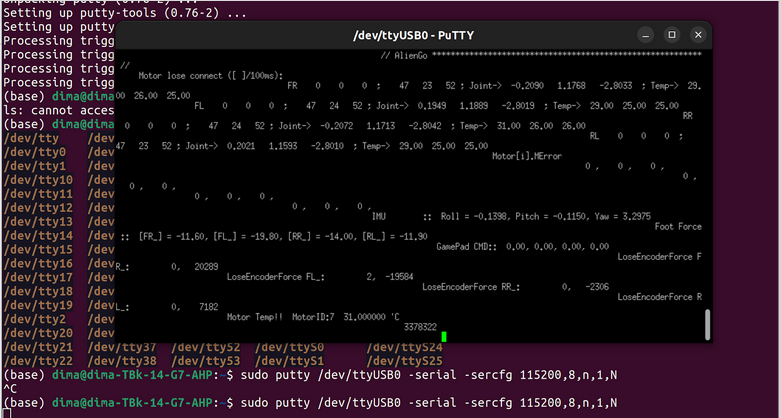 Unpacking putty (0.76-2) ...
Setting up putty-tools (0.76-2) ...
Setting up putty
Processing trigg
Processing trigg
Processing trigg
Processing trigg
(base) dima@dima
ls: cannot acces
(base) dima@dima
/dev/tty /dev
/dev/tty0 /dev
/dev/tty1 /dev
/dev/tty10 /dev
/dev/tty11 /dev
/dev/tty12 /dev
/dev/tty13 /dev
/dev/tty14 /dev
/dev/tty15 /dev
/dev/tty16 /dev
/dev/tty17 /dev
/dev/tty18 /dev
/dev/tty19 /dev
/dev/tty2 /dev
/dev/tty20 /dev
/dev/tty21 /dev/tty37 /dev/tty52 /dev/ttyS0 /dev/ttyS24
/dev/tty22 /dev/tty38 /dev/tty53 /dev/ttyS1 /dev/ttyS25
(base) dima@dima-TBk-14-G7-AHP:~$ sudo putty /dev/ttyUSB0 -serial -sercfg 115200,8,n,1,N
^C
(base) dima@dima-TBk-14-G7-AHP:~$ sudo putty /dev/ttyUSB0 -serial -sercfg 115200,8,n,1,N
/dev/ttyUSB0 - PuTTY
// AlienGo ******************************************************
//
Motor lose connect ([ ]/100ms):
FR 0 0 0 ; 47 23 52 ; Joint-> -0.2090 1.1768 -2.8033 ; Temp-> 29.
00 26.00 25.00
FL 0 0 0 ; 47 24 52 ; Joint-> 0.1949 1.1889 -2.8019 ; Temp-> 29.00 25.00 25.00
RR
0 0 0 ; 47 24 52 ; Joint-> -0.2072 1.1713 -2.8042 ; Temp-> 31.00 26.00 26.00
RL 0 0 0 ;
47 23 52 ; Joint-> 0.2021 1.1593 -2.8010 ; Temp-> 29.00 25.00 25.00
Motor[i].MError
0 , 0 , 0 ,
0 ,
0 , 0 ,
0 , 0 , 0 ,
0 , 0 , 0 ,
IMU :: Roll = -0.1398, Pitch = -0.1150, Yaw = 3.2975
Foot Force
:: [FR_] = -11.60, [FL_] = -19.80, [RR_] = -14.00, [RL_] = -11.90
GamePad CMD:: 0.00, 0.00, 0.00, 0.00
LoseEncoderForce F
R_: 0, 20289
LoseEncoderForce FL_: 2, -19584
LoseEncoderForce RR_: 0, -2306
LoseEncoderForce R
L_: 0, 7182
Motor Temp!! MotorID:7 31.000000 'C
3378322